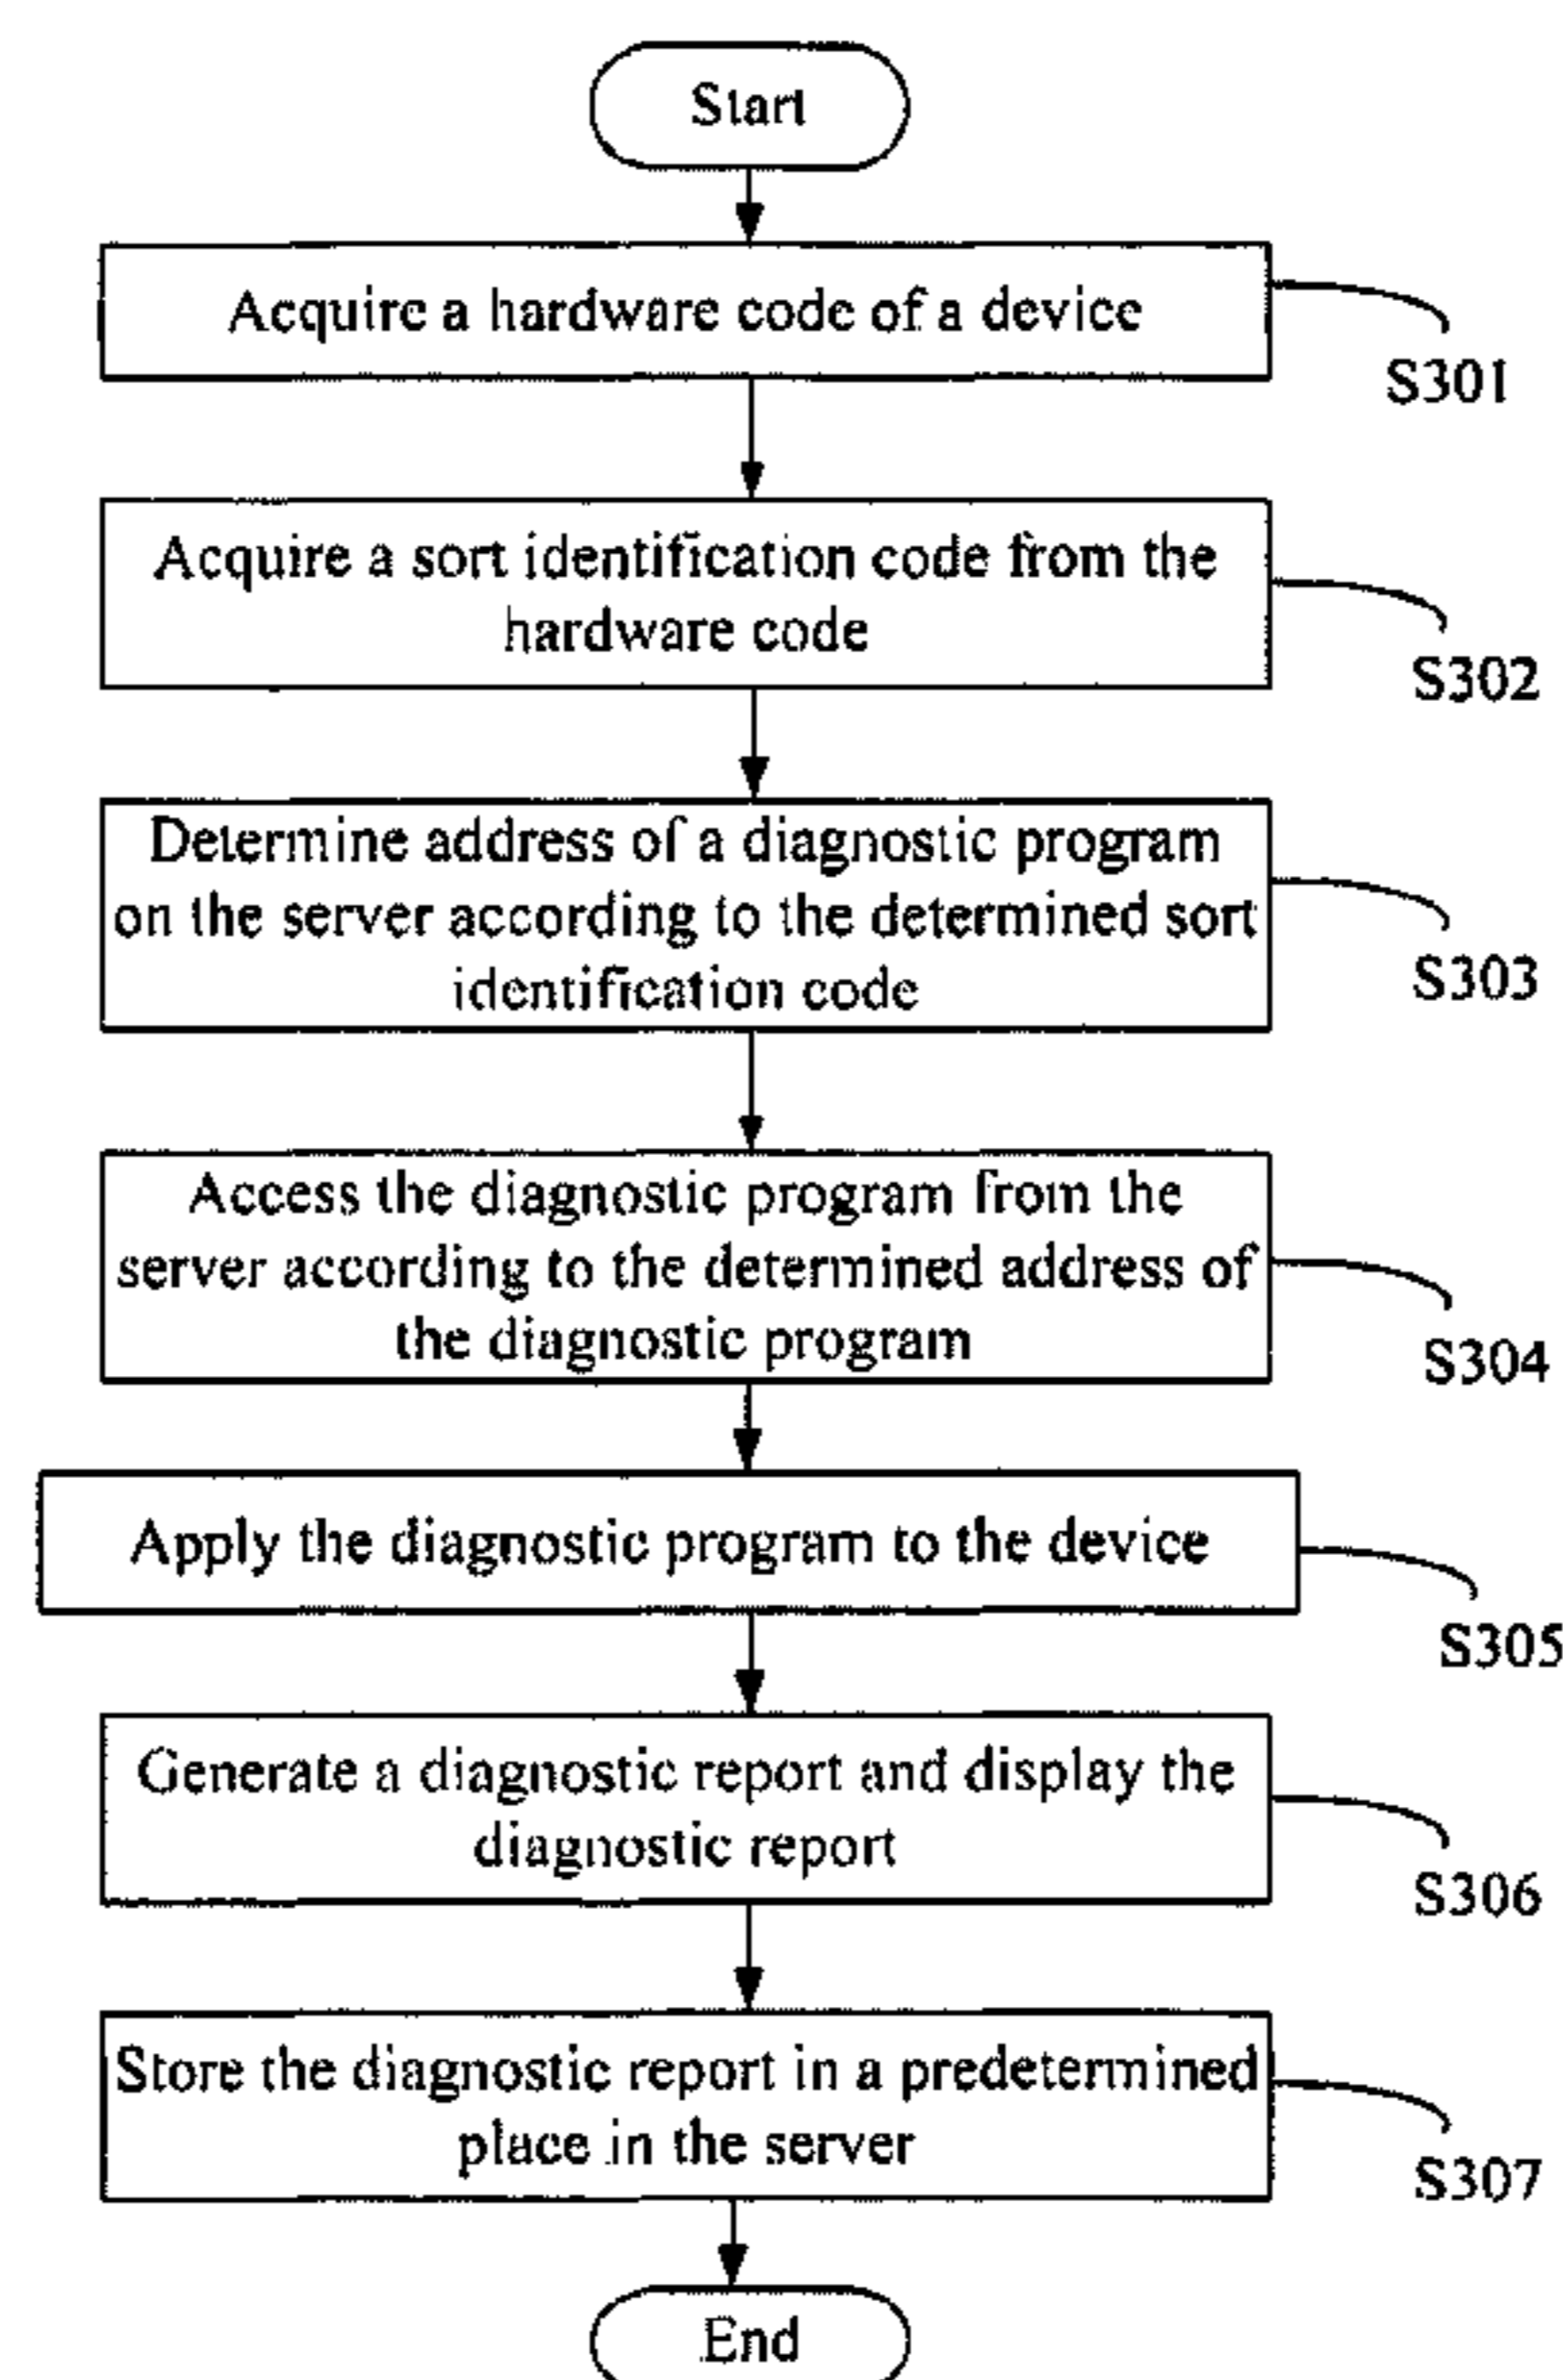 Start
Acquire a hardware code of a device
S301
Acquire a sort identification code from the
hardware code
S302
Determine address of a diagnostic program
on the server according to the determined sort
identification code
S303
Access the diagnostic program from the
server according to the determined address of
the diagnostic program
S304
Apply the diagnostic program to the device
S305
Generate a diagnostic report and display the
diagnostic report
S306
Store the diagnostic report in a predetermined
place in the server
S307
End